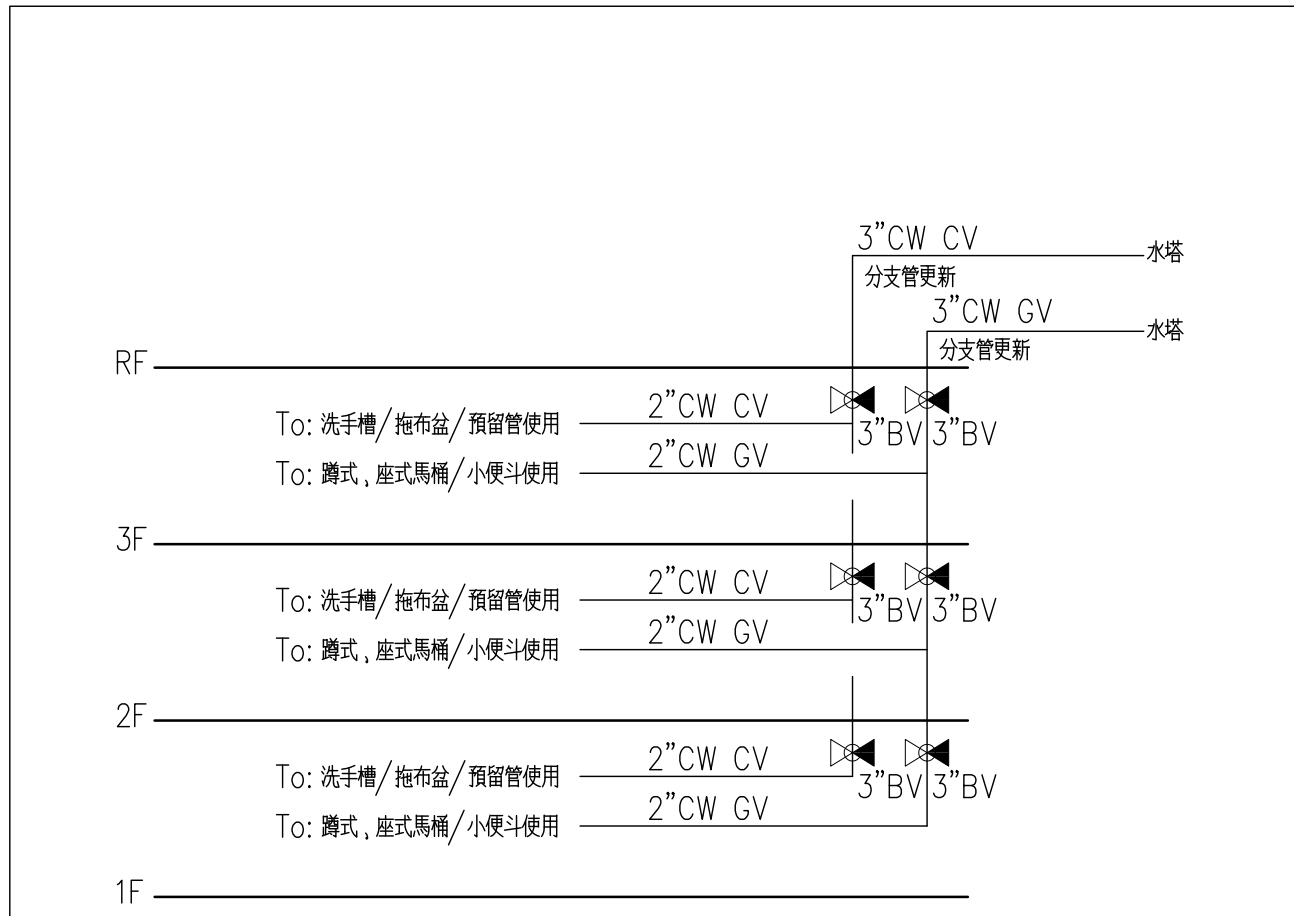 3”CW CV
水塔
分支管更新
3”CW GV
水塔
分支管更新
RF
To: 洗手槽/拖布盆/預留管使用
2”CW CV
3”BV 3”BV
To: 蹲式、座式馬桶/小便斗使用
2”CW GV
3F
To: 洗手槽/拖布盆/預留管使用
2”CW CV
3”BV 3”BV
To: 蹲式、座式馬桶/小便斗使用
2”CW GV
2F
To: 洗手槽/拖布盆/預留管使用
2”CW CV
3”BV 3”BV
To: 蹲式、座式馬桶/小便斗使用
2”CW GV
1F